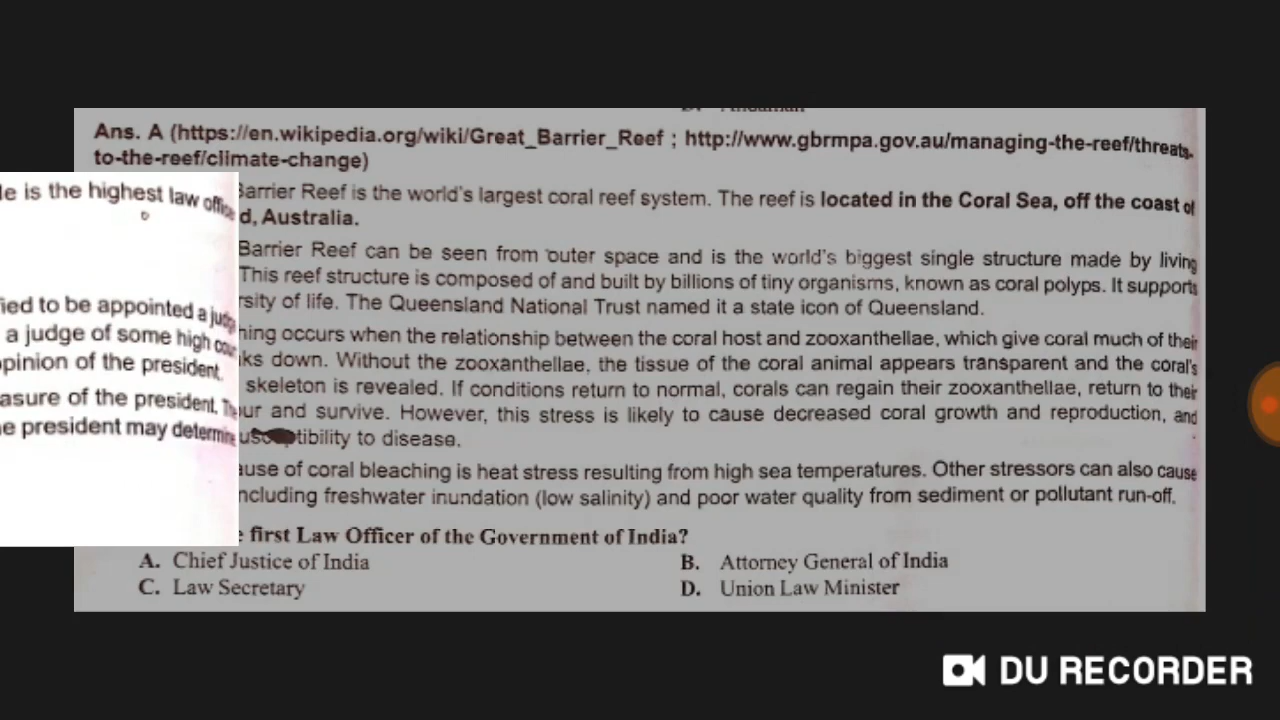 Ans. A (https://en.wikipedia.org/wiki/Great_Barrier_Reef ; http://www.gbrmpa.gov.au/managing-the-reef/threats-
to-the-reef/climate-change)
Barrier Reef is the world's largest coral reef system. The reef is located in the Coral Sea, off the coast of
d, Australia.
Barrier Reef can be seen from outer space and is the world's biggest single structure made by living
This reef structure is composed of and built by billions of tiny organisms, known as coral polyps. It supports
rsity of life. The Queensland National Trust named it a state icon of Queensland.
hing occurs when the relationship between the coral host and zooxanthellae, which give coral much of their
ks down. Without the zooxanthellae, the tissue of the coral animal appears transparent and the coral's
skeleton is revealed. If conditions return to normal, corals can regain their zooxanthellae, return to their
ur and survive. However, this stress is likely to cause decreased coral growth and reproduction, and
tibility to disease.
ause of coral bleaching is heat stress resulting from high sea temperatures. Other stressors can also cause
ncluding freshwater inundation (low salinity) and poor water quality from sediment or pollutant run-off.
first Law Officer of the Government of India?
A. Chief Justice of India
B. Attorney General of India
C. Law Secretary
D. Union Law Minister
is the highest law office
ied to be appointed a judge
a judge of some high cour
pinion of the president.
asure of the president. The
e president may determine
DU RECORDER